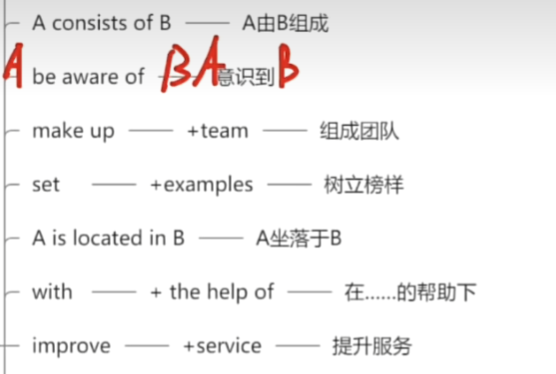 A consists of B —— A由B组成
A be aware of —— B A意识到B
make up —— +team —— 组成团队
set —— +examples —— 树立榜样
A is located in B —— A坐落于B
with —— + the help of —— 在......的帮助下
improve —— +service —— 提升服务